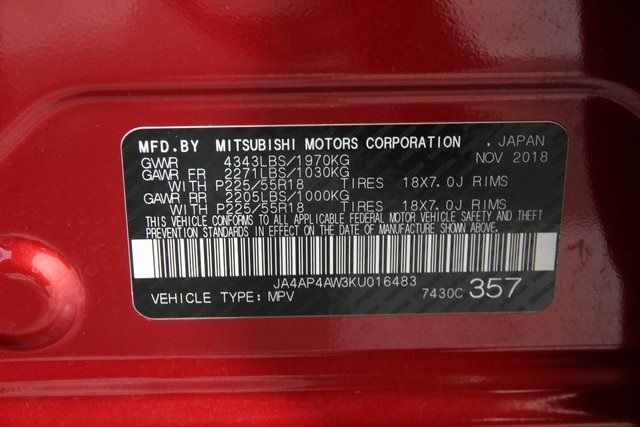 MFD.BY MITSUBISHI MOTORS CORPORATION , JAPAN
GVWR 4343LBS/1970KG NOV 2018
GAWR FR 2271LBS/1030KG
WITH P225/55R18 TIRES 18X7.0J RIMS
GAWR RR 2205LBS/1000KG
WITH P225/55R18 TIRES 18X7.0J RIMS
THIS VEHICLE CONFORMS TO ALL APPLICABLE FEDERAL MOTOR VEHICLE SAFETY AND THEFT
PREVENTION STANDARDS IN EFFECT ON THE DATE OF MANUFACTURE SHOWN ABOVE.
JA4AP4AW3KU016483
VEHICLE TYPE: MPV 7430C 357